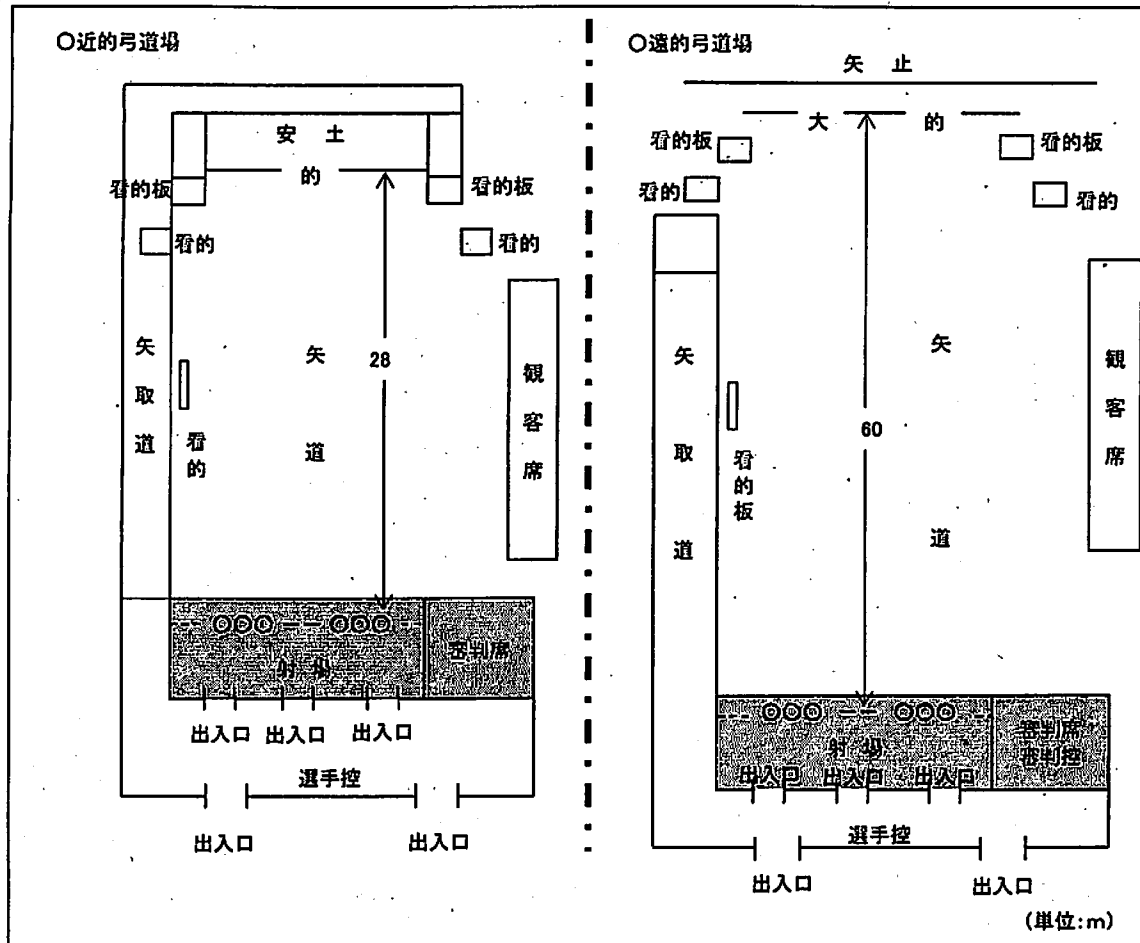 〇近的弓道場
安土
的
看的板
看的板
看的
看的
矢取道
看的
矢道
28
観客席
審判席
射場
出入口
出入口
出入口
選手控
出入口
出入口
〇遠的弓道場
矢止
大的
看的板
看的板
看的
看的
矢取道
看的板
矢道
60
観客席
射場
審判席
審判控
出入口
出入口
出入口
選手控
出入口
出入口
(単位:m)